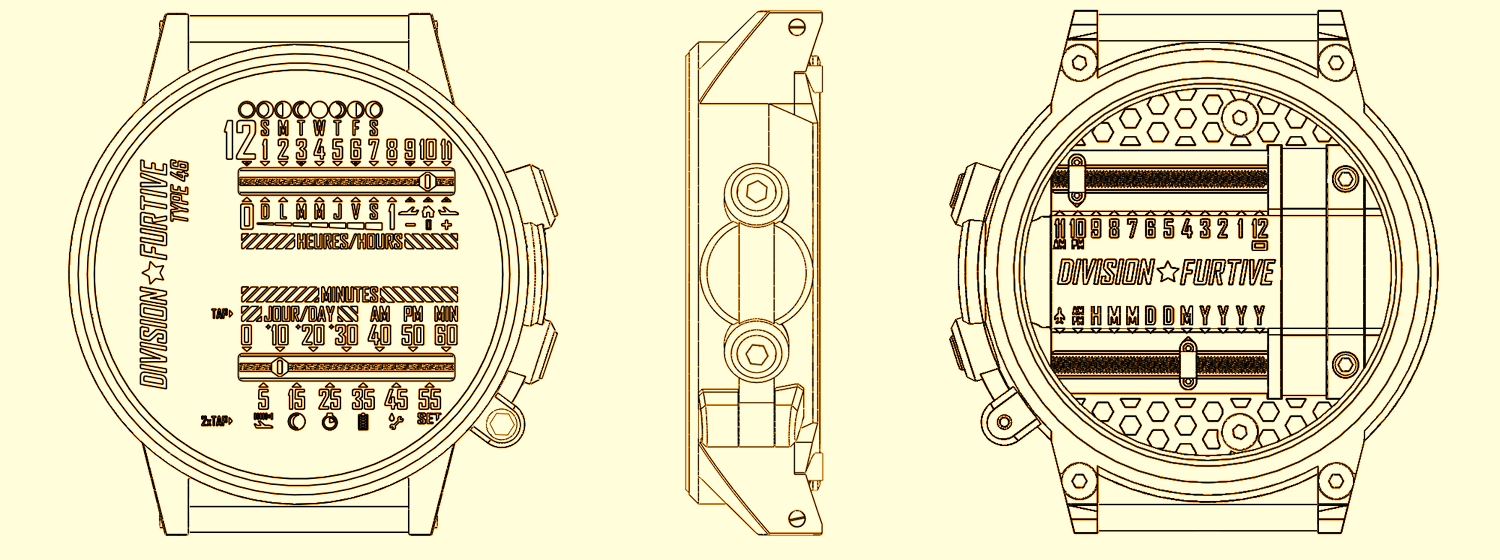 S M T W T F S
12 1 2 3 4 5 6 7 8 9 10 11
0 D L M M J V S 1 - 0 +
HEURES/HOURS
DIVISION ★ FURTIVE
TYPE 46
MINUTES
TAP JOUR/DAY AM PM MIN
0 +10 +20 +30 40 50 60
5 15 25 35 45 55
2xTAP SET
11 10 9 8 7 6 5 4 3 2 1 12
AM PM
DIVISION ★ FURTIVE
AM PM H M M D D M Y Y Y Y